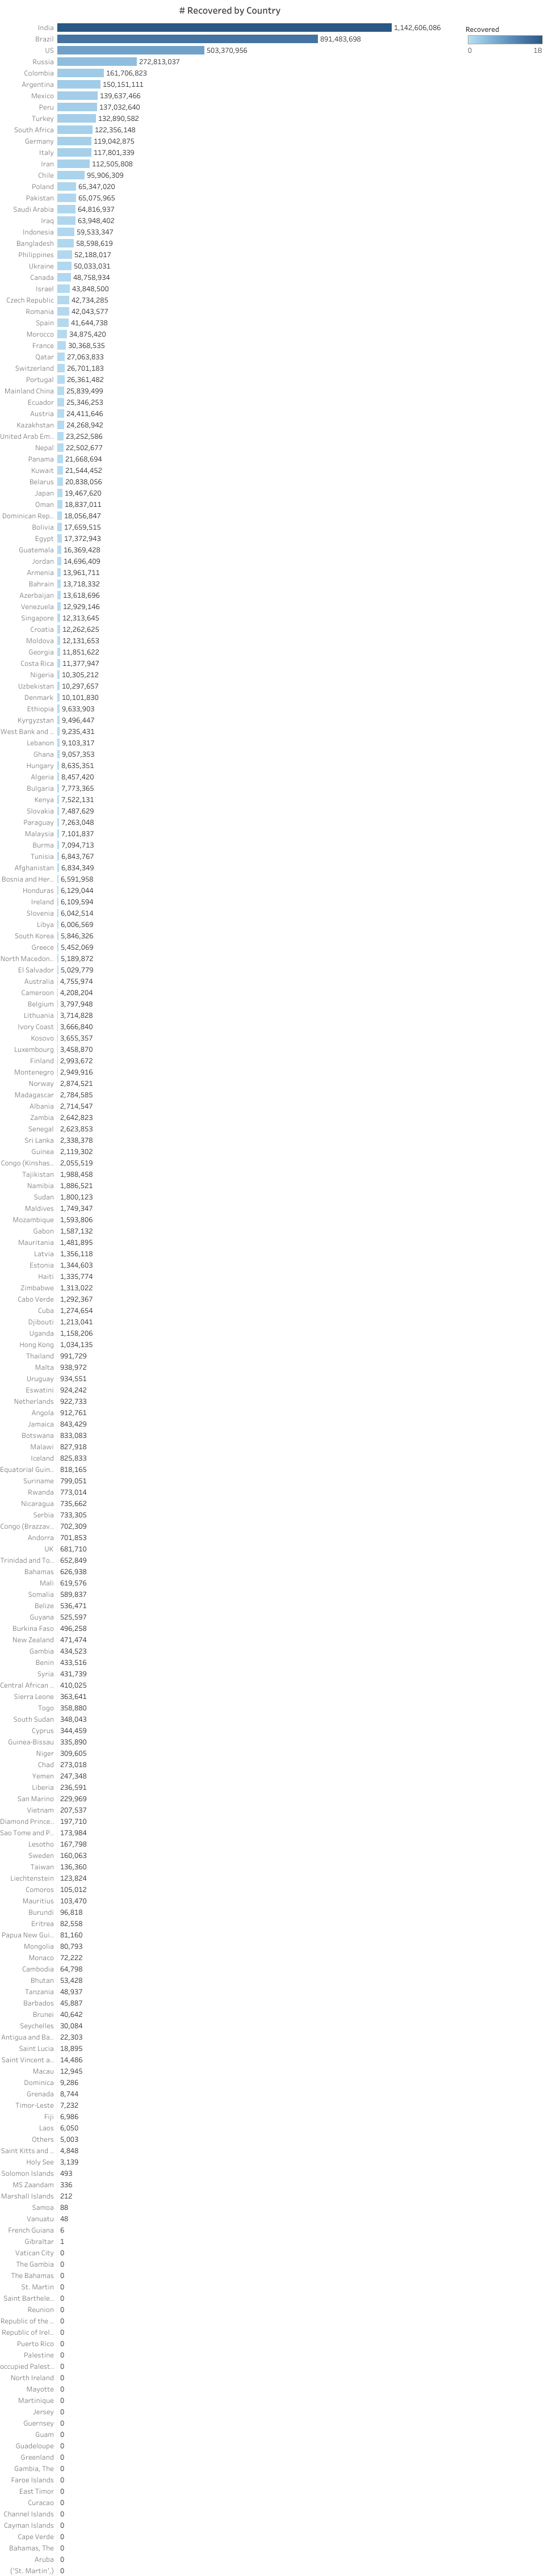 # Recovered by Country
Recovered
0 1B
India 1,142,606,086
Brazil 891,483,698
US 503,370,956
Russia 272,813,037
Colombia 161,706,823
Argentina 150,151,111
Mexico 139,637,466
Peru 137,032,640
Turkey 132,890,582
South Africa 122,356,148
Germany 119,042,875
Italy 117,801,339
Iran 112,505,808
Chile 95,906,309
Poland 65,347,020
Pakistan 65,075,965
Saudi Arabia 64,816,937
Iraq 63,948,402
Indonesia 59,533,347
Bangladesh 58,598,619
Philippines 52,188,017
Ukraine 50,033,031
Canada 48,758,934
Israel 43,848,500
Czech Republic 42,734,285
Romania 42,043,577
Spain 41,644,738
Morocco 34,875,420
France 30,368,535
Qatar 27,063,833
Switzerland 26,701,183
Portugal 26,361,482
Mainland China 25,839,499
Ecuador 25,346,253
Austria 24,411,646
Kazakhstan 24,268,942
United Arab Em.. 23,252,586
Nepal 22,502,677
Panama 21,668,694
Kuwait 21,544,452
Belarus 20,838,056
Japan 19,467,620
Oman 18,837,011
Dominican Rep.. 18,056,847
Bolivia 17,659,515
Egypt 17,372,943
Guatemala 16,369,428
Jordan 14,696,409
Armenia 13,961,711
Bahrain 13,718,332
Azerbaijan 13,618,696
Venezuela 12,929,146
Singapore 12,313,645
Croatia 12,262,625
Moldova 12,131,653
Georgia 11,851,622
Costa Rica 11,377,947
Nigeria 10,305,212
Uzbekistan 10,297,657
Denmark 10,101,830
Ethiopia 9,633,903
Kyrgyzstan 9,496,447
West Bank and .. 9,235,431
Lebanon 9,103,317
Ghana 9,057,353
Hungary 8,635,351
Algeria 8,457,420
Bulgaria 7,773,365
Kenya 7,522,131
Slovakia 7,487,629
Paraguay 7,263,048
Malaysia 7,101,837
Burma 7,094,713
Tunisia 6,843,767
Afghanistan 6,834,349
Bosnia and Her.. 6,591,958
Honduras 6,129,044
Ireland 6,109,594
Slovenia 6,042,514
Libya 6,006,569
South Korea 5,846,326
Greece 5,452,069
North Macedon.. 5,189,872
El Salvador 5,029,779
Australia 4,755,974
Cameroon 4,208,204
Belgium 3,797,948
Lithuania 3,714,828
Ivory Coast 3,666,840
Kosovo 3,655,357
Luxembourg 3,458,870
Finland 2,993,672
Montenegro 2,949,916
Norway 2,874,521
Madagascar 2,784,585
Albania 2,714,547
Zambia 2,642,823
Senegal 2,623,853
Sri Lanka 2,338,378
Guinea 2,119,302
Congo (Kinshas.. 2,055,519
Tajikistan 1,988,458
Namibia 1,886,521
Sudan 1,800,123
Maldives 1,749,347
Mozambique 1,593,806
Gabon 1,587,132
Mauritania 1,481,895
Latvia 1,356,118
Estonia 1,344,603
Haiti 1,335,774
Zimbabwe 1,313,022
Cabo Verde 1,292,367
Cuba 1,274,654
Djibouti 1,213,041
Uganda 1,158,206
Hong Kong 1,034,135
Thailand 991,729
Malta 938,972
Uruguay 934,551
Eswatini 924,242
Netherlands 922,733
Angola 912,761
Jamaica 843,429
Botswana 833,083
Malawi 827,918
Iceland 825,833
Equatorial Guin.. 818,165
Suriname 799,051
Rwanda 773,014
Nicaragua 735,662
Serbia 733,305
Congo (Brazzav.. 702,309
Andorra 701,853
UK 681,710
Trinidad and To.. 652,849
Bahamas 626,938
Mali 619,576
Somalia 589,837
Belize 536,471
Guyana 525,597
Burkina Faso 496,258
New Zealand 471,474
Gambia 434,523
Benin 433,516
Syria 431,739
Central African .. 410,025
Sierra Leone 363,641
Togo 358,880
South Sudan 348,043
Cyprus 344,459
Guinea-Bissau 335,890
Niger 309,605
Chad 273,018
Yemen 247,348
Liberia 236,591
San Marino 229,969
Vietnam 207,537
Diamond Prince.. 197,710
Sao Tome and P.. 173,984
Lesotho 167,798
Sweden 160,063
Taiwan 136,360
Liechtenstein 123,824
Comoros 105,012
Mauritius 103,470
Burundi 96,818
Eritrea 82,558
Papua New Gui.. 81,160
Mongolia 80,793
Monaco 72,222
Cambodia 64,798
Bhutan 53,428
Tanzania 48,937
Barbados 45,887
Brunei 40,642
Seychelles 30,084
Antigua and Ba.. 22,303
Saint Lucia 18,895
Saint Vincent a.. 14,486
Macau 12,945
Dominica 9,286
Grenada 8,744
Timor-Leste 7,232
Fiji 6,986
Laos 6,050
Others 5,003
Saint Kitts and .. 4,848
Holy See 3,139
Solomon Islands 493
MS Zaandam 336
Marshall Islands 212
Samoa 88
Vanuatu 48
French Guiana 6
Gibraltar 1
Vatican City 0
The Gambia 0
The Bahamas 0
St. Martin 0
Saint Barthele.. 0
Reunion 0
Republic of the .. 0
Republic of Irel.. 0
Puerto Rico 0
Palestine 0
occupied Palest.. 0
North Ireland 0
Mayotte 0
Martinique 0
Jersey 0
Guernsey 0
Guam 0
Guadeloupe 0
Greenland 0
Gambia, The 0
Faroe Islands 0
East Timor 0
Curacao 0
Channel Islands 0
Cayman Islands 0
Cape Verde 0
Bahamas, The 0
Aruba 0
('St. Martin',) 0